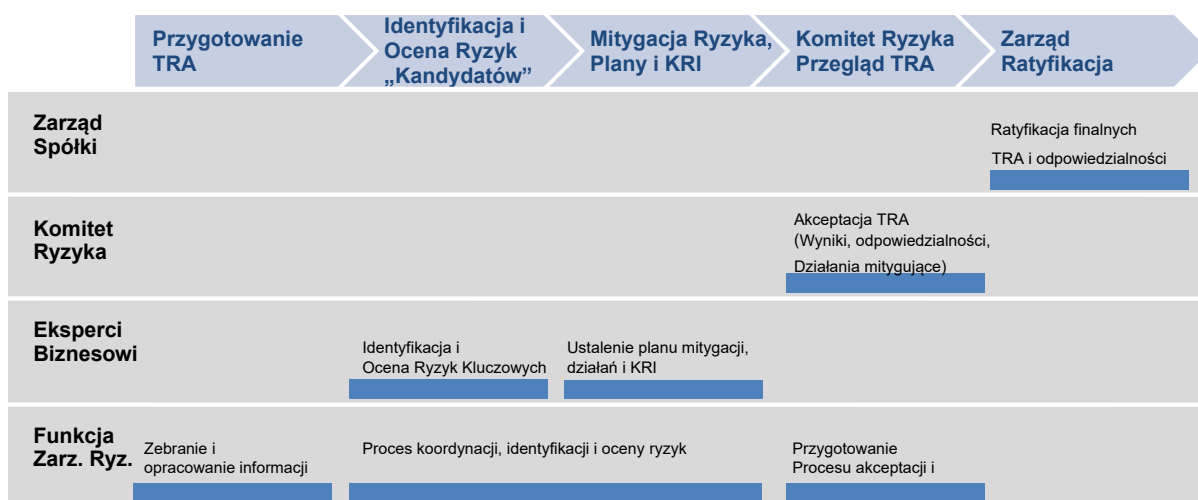 Przygotowanie
TRA
Identyfikacja i
Ocena Ryzyk
„Kandydatów”
Mitygacja Ryzyka,
Plany i KRI
Komitet Ryzyka
Przegląd TRA
Zarząd
Ratyfikacja
Zarząd
Spółki
Ratyfikacja finalnych
TRA i odpowiedzialności
Komitet
Ryzyka
Akceptacja TRA
(Wyniki, odpowiedzialności,
Działania mitygujące)
Eksperci
Biznesowi
Identyfikacja i
Ocena Ryzyk Kluczowych
Ustalenie planu mitygacji,
działań i KRI
Funkcja
Zarz. Ryz.
Zebranie i
opracowanie informacji
Proces koordynacji, identyfikacji i oceny ryzyk
Przygotowanie
Procesu akceptacji i